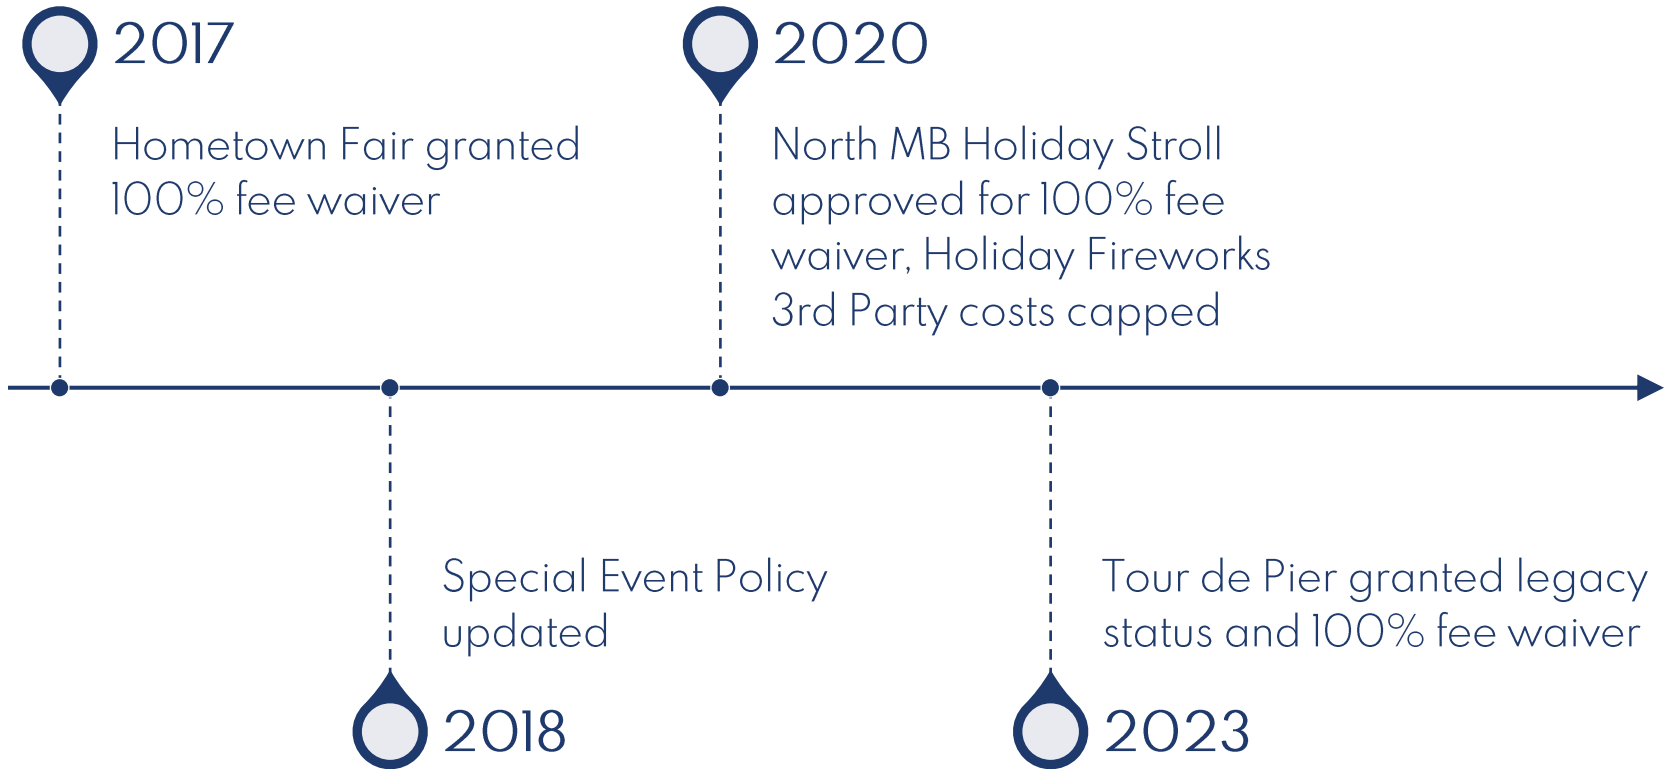 2017
Hometown Fair granted
100% fee waiver
2020
North MB Holiday Stroll
approved for 100% fee
waiver, Holiday Fireworks
3rd Party costs capped
Special Event Policy
updated
2018
Tour de Pier granted legacy
status and 100% fee waiver
2023